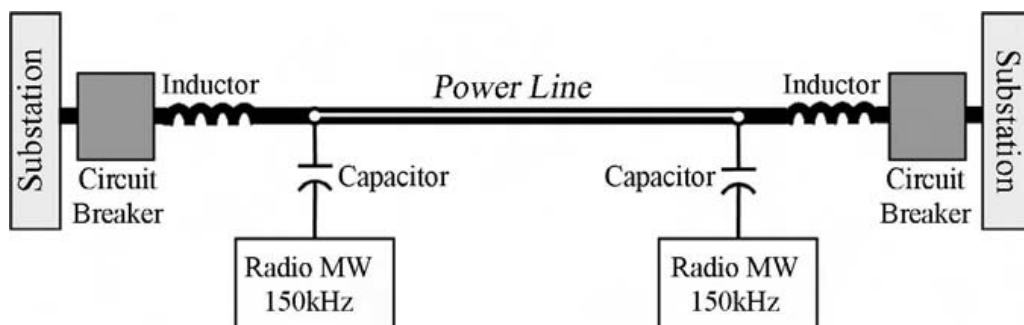 Substation
Inductor
Power Line
Inductor
Substation
Circuit
Breaker
Capacitor
Capacitor
Circuit
Breaker
Radio MW
150kHz
Radio MW
150kHz